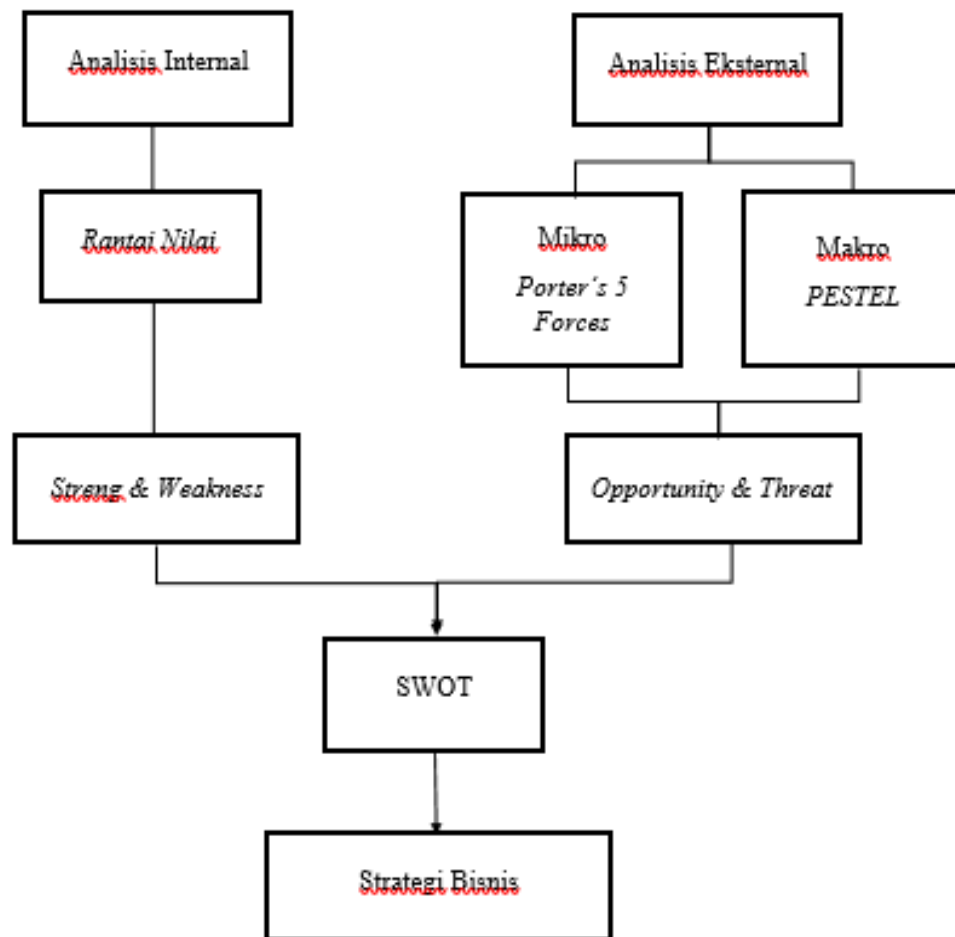 Analisis Internal
Analisis Eksternal
Rantai Nilai
Mikro
Porter´s 5
Forces
Makro
PESTEL
Streng & Weakness
Opportunity & Threat
SWOT
Strategi Bisnis